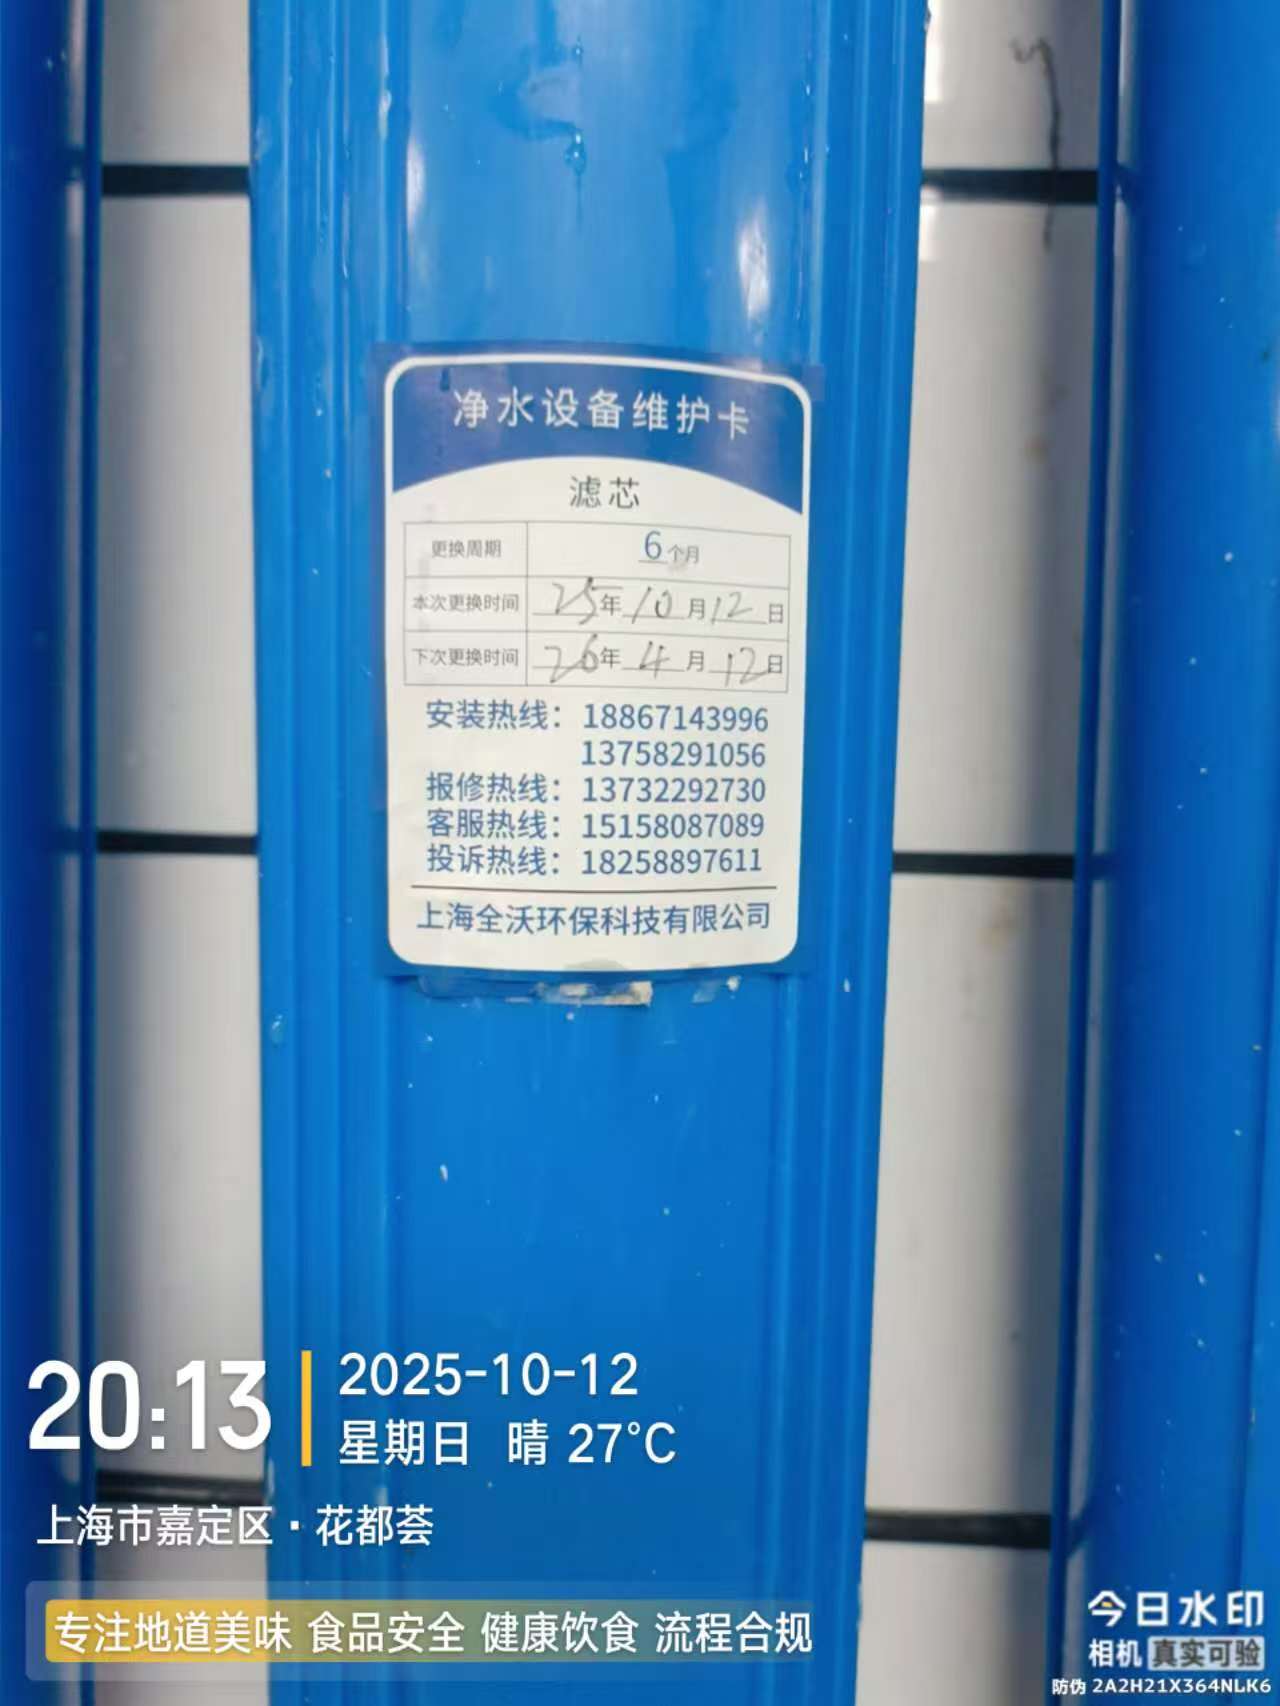 净水设备维护卡
滤芯
更换周期 6个月
本次更换时间 25年10月12日
下次更换时间 26年4月12日
安装热线：18867143996
13758291056
报修热线：13732292730
客服热线：15158087089
投诉热线：18258897611
上海全沃环保科技有限公司
20:13
2025-10-12
星期日 晴 27°C
上海市嘉定区·花都荟
专注地道美味 食品安全 健康饮食 流程合规
今日水印
相机 真实可验
防伪 2A2H21X364NLK6